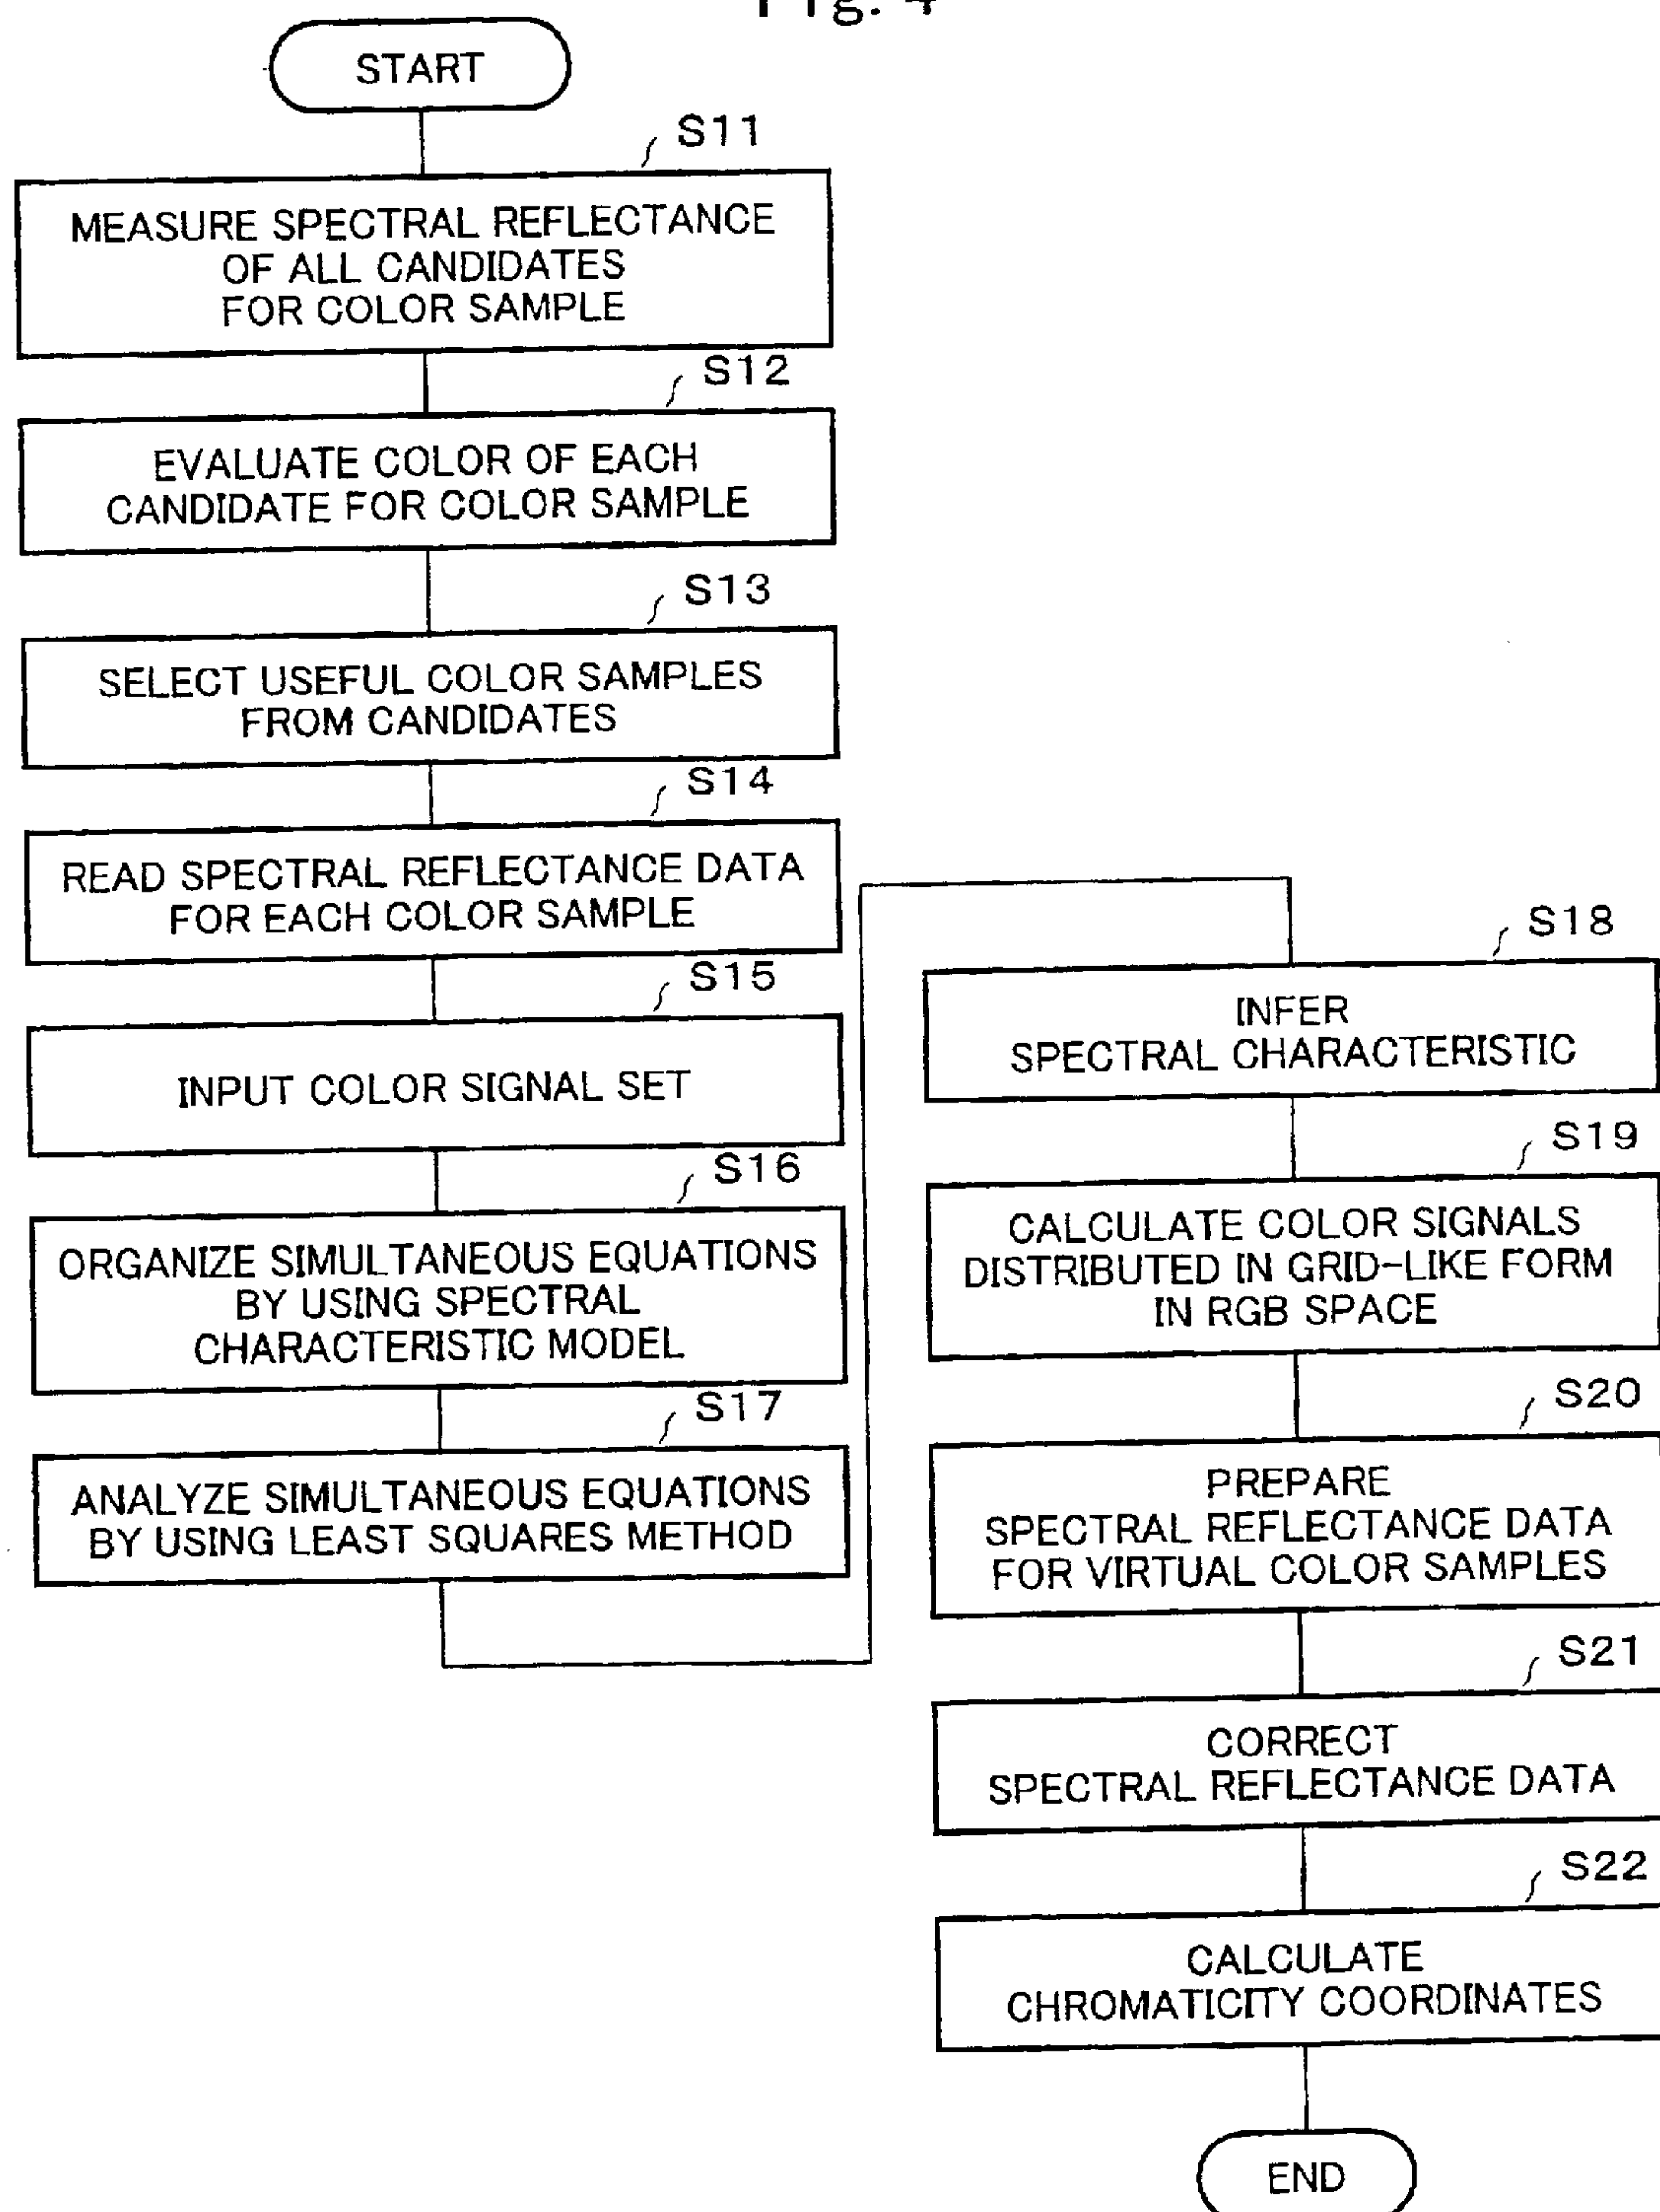 Fig. 4
START
S11
MEASURE SPECTRAL REFLECTANCE
OF ALL CANDIDATES
FOR COLOR SAMPLE
S12
EVALUATE COLOR OF EACH
CANDIDATE FOR COLOR SAMPLE
S13
SELECT USEFUL COLOR SAMPLES
FROM CANDIDATES
S14
READ SPECTRAL REFLECTANCE DATA
FOR EACH COLOR SAMPLE
S15
INPUT COLOR SIGNAL SET
S16
ORGANIZE SIMULTANEOUS EQUATIONS
BY USING SPECTRAL
CHARACTERISTIC MODEL
S17
ANALYZE SIMULTANEOUS EQUATIONS
BY USING LEAST SQUARES METHOD
S18
INFER
SPECTRAL CHARACTERISTIC
S19
CALCULATE COLOR SIGNALS
DISTRIBUTED IN GRID-LIKE FORM
IN RGB SPACE
S20
PREPARE
SPECTRAL REFLECTANCE DATA
FOR VIRTUAL COLOR SAMPLES
S21
CORRECT
SPECTRAL REFLECTANCE DATA
S22
CALCULATE
CHROMATICITY COORDINATES
END